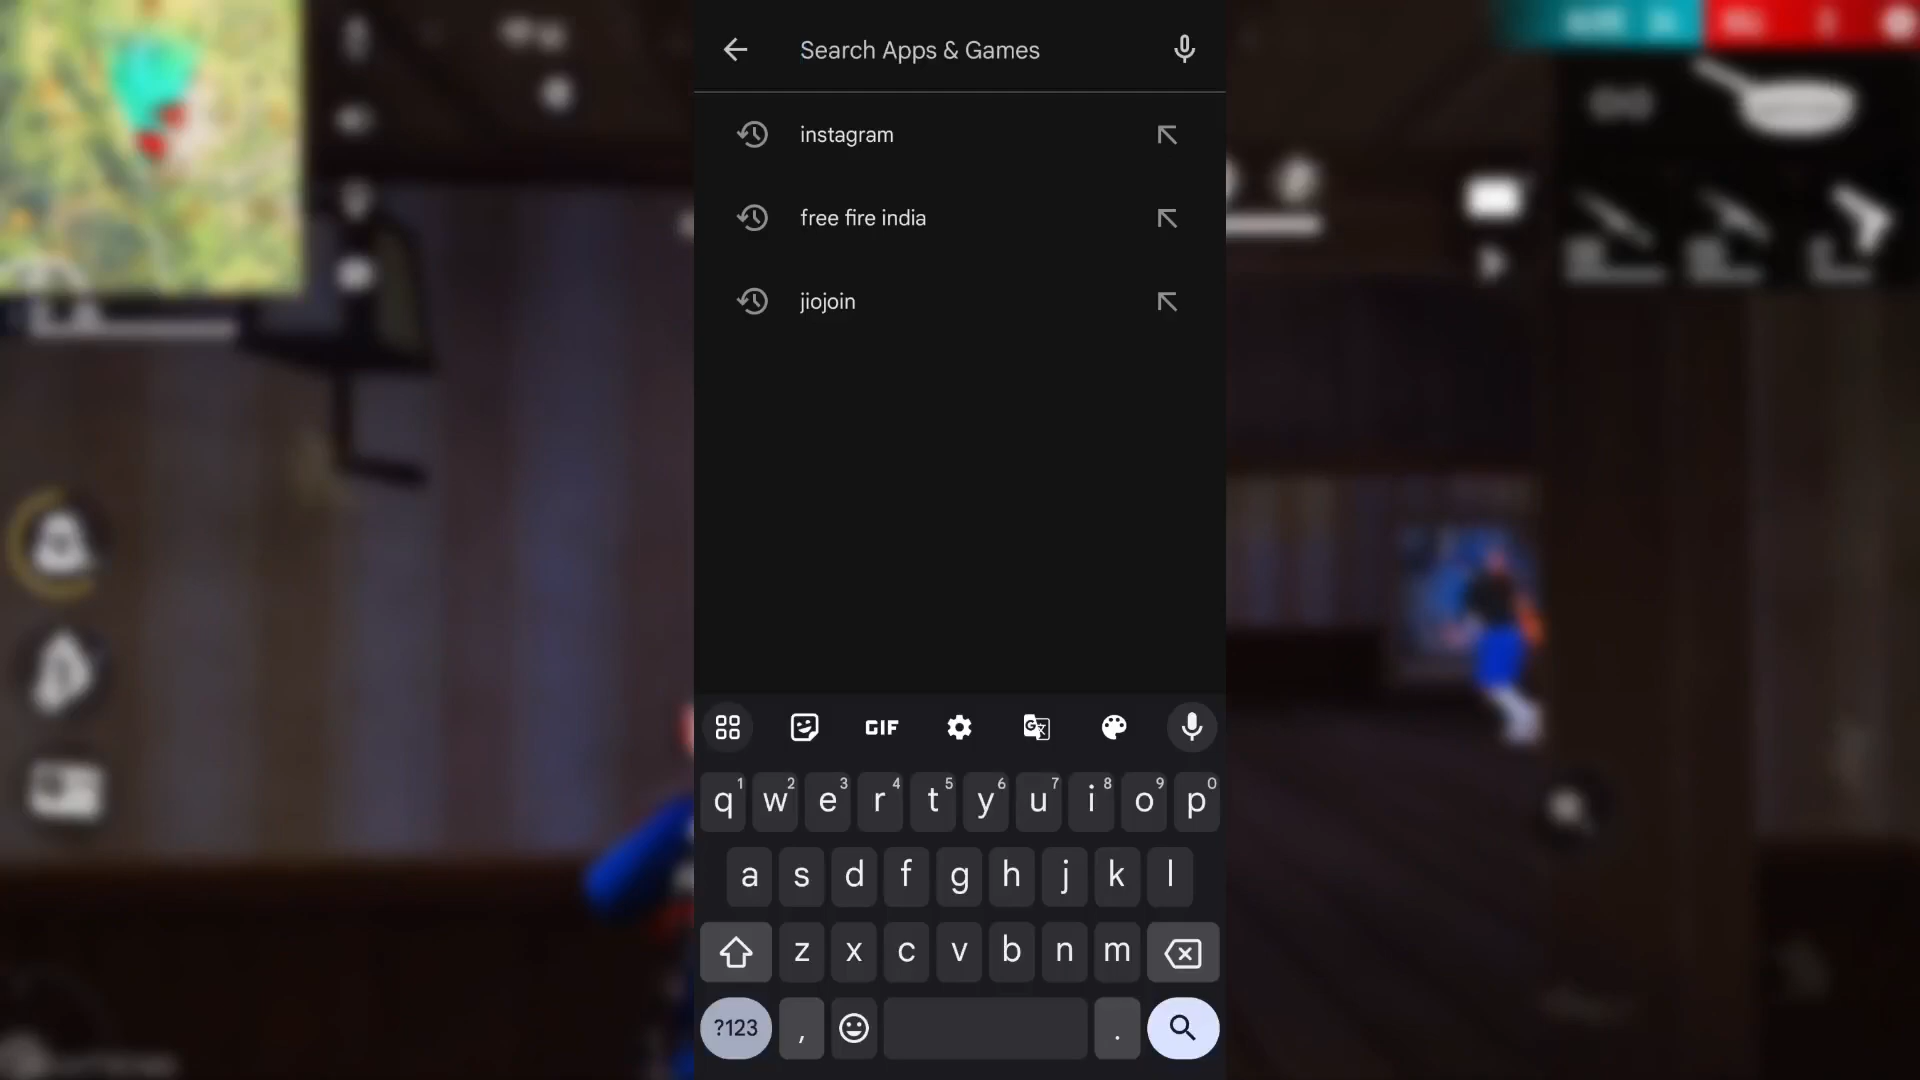 Search Apps & Games
instagram
free fire india
jiojoin
GIF
q1 w2 e3 r4 t5 y6 u7 i8 o9 p0
a s d f g h j k l
z x c v b n m
?123 , .